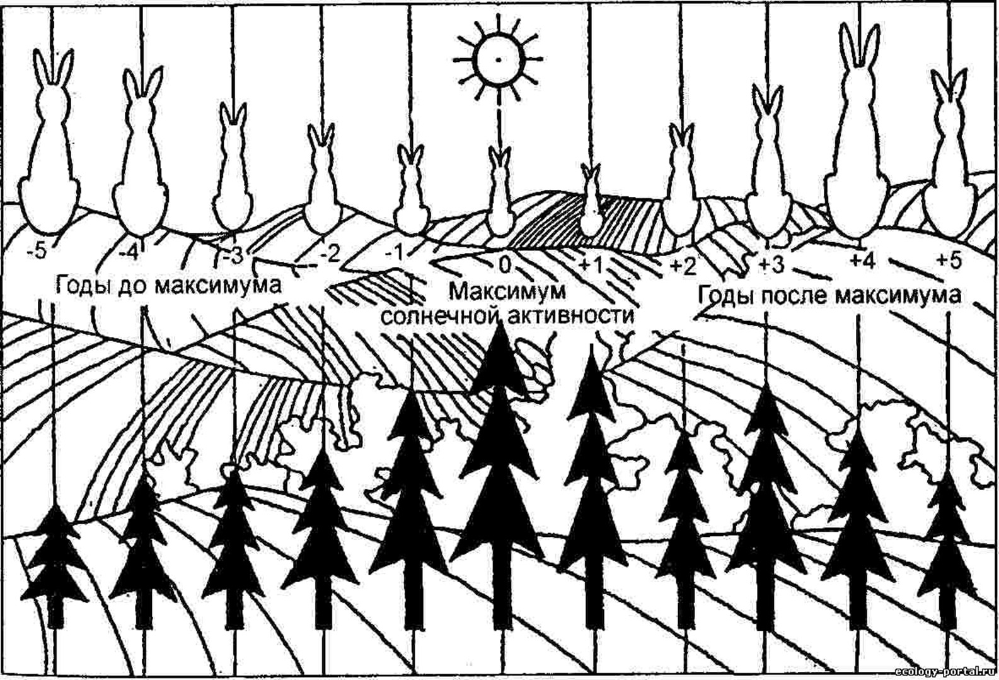 -5 -4 -3 -2 -1 0 +1 +2 +3 +4 +5
Годы до максимума
Максимум
солнечной активности
Годы после максимума
ecology-portal.ru